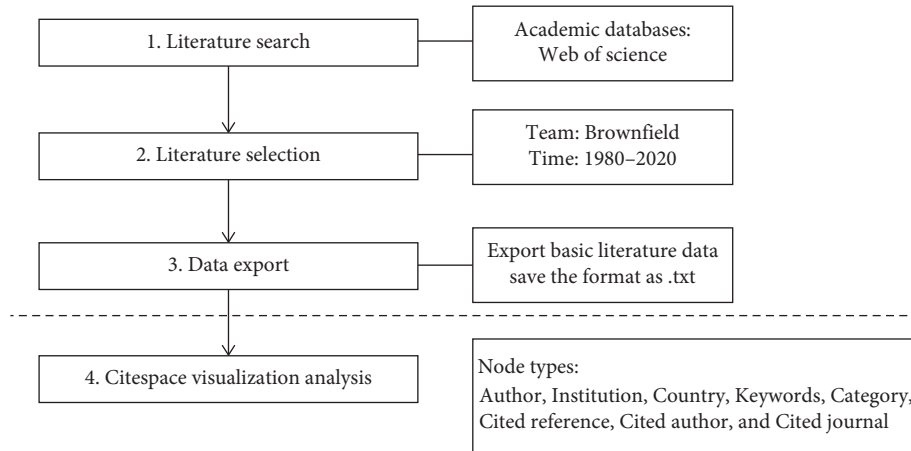 1. Literature search
Academic databases:
Web of science
2. Literature selection
Team: Brownfield
Time: 1980–2020
3. Data export
Export basic literature data
save the format as .txt
4. Citespace visualization analysis
Node types:
Author, Institution, Country, Keywords, Category,
Cited reference, Cited author, and Cited journal